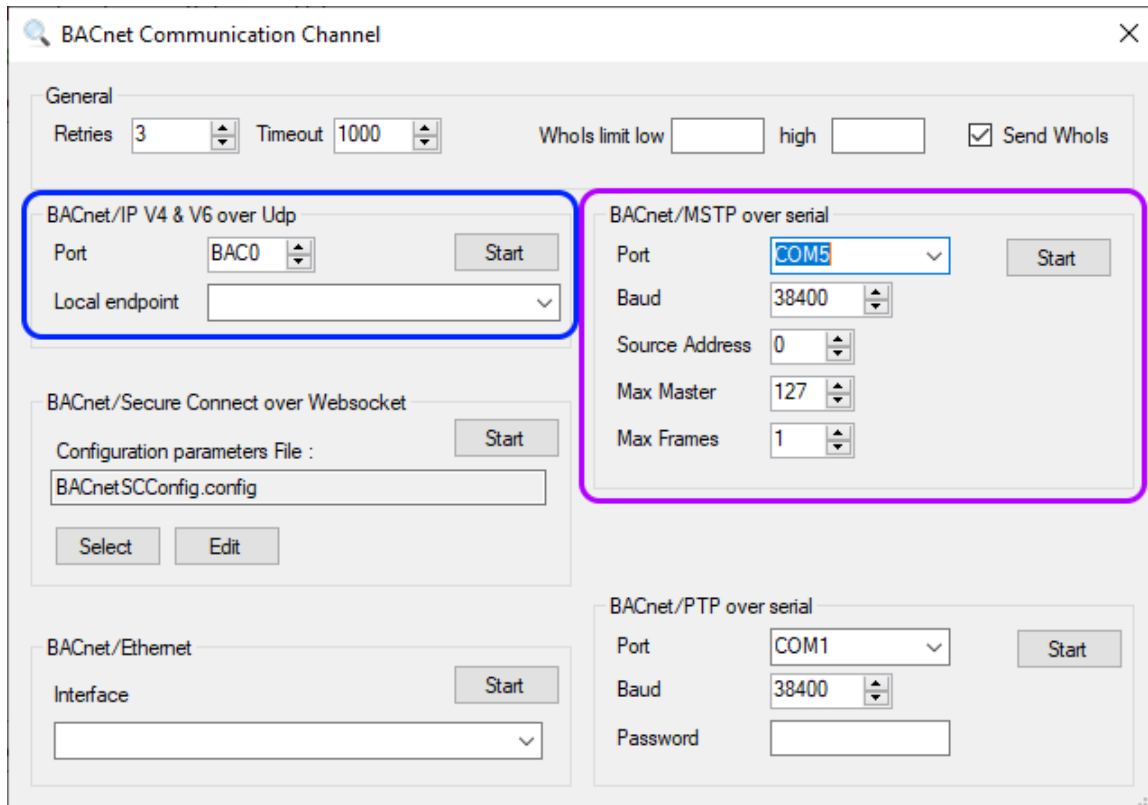 BACnet Communication Channel
General
Retries 3 Timeout 1000 WhoIs limit low high Send WhoIs
BACnet/IP V4 & V6 over Udp
Port BAC0 Start
Local endpoint
BACnet/MSTP over serial
Port COM5 Start
Baud 38400
Source Address 0
Max Master 127
Max Frames 1
BACnet/Secure Connect over Websocket
Start
Configuration parameters File :
BACnetSCConfig.config
Select Edit
BACnet/Ethernet
Start
Interface
BACnet/PTP over serial
Port COM1 Start
Baud 38400
Password